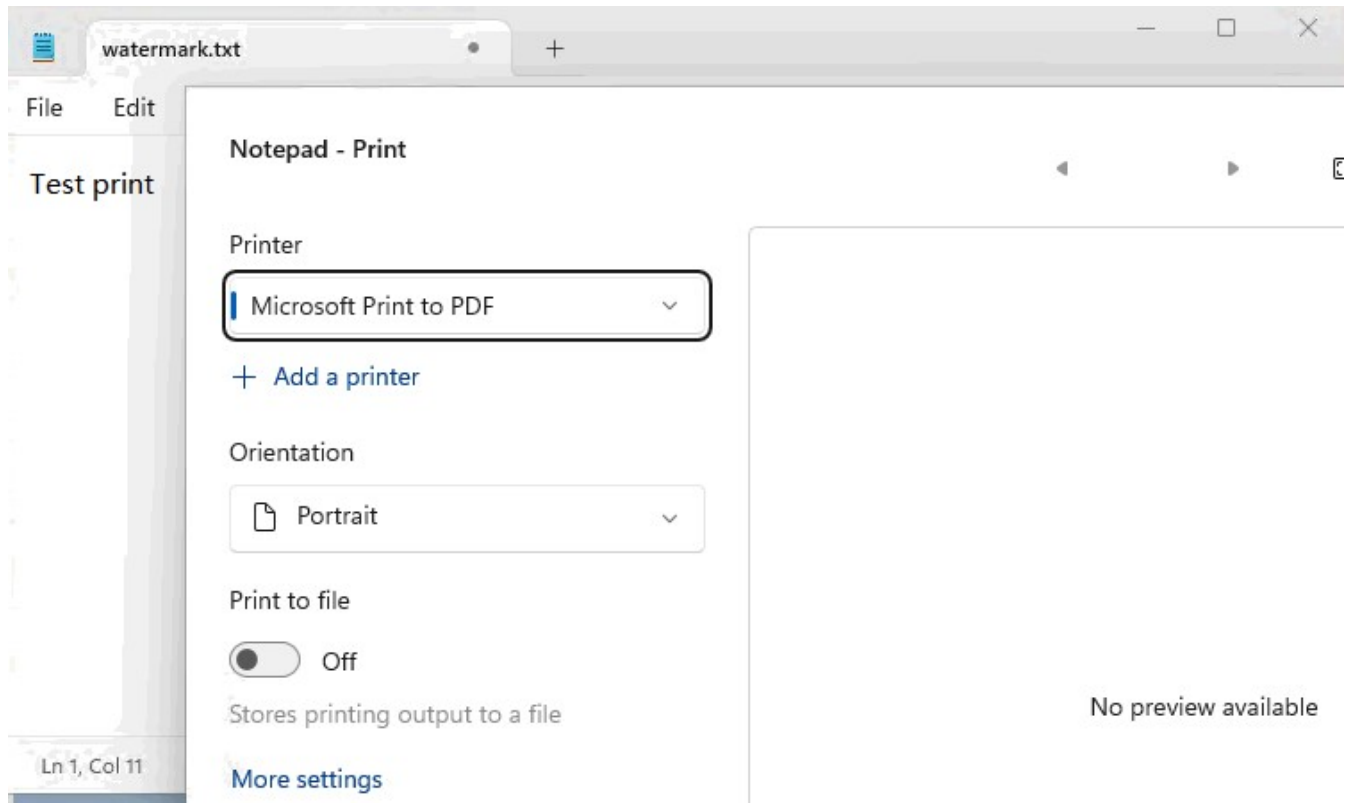 watermark.txt
File Edit
Test print
Notepad - Print
Printer
Microsoft Print to PDF
Add a printer
Orientation
Portrait
Print to file
Off
Stores printing output to a file
More settings
No preview available
Ln 1, Col 11